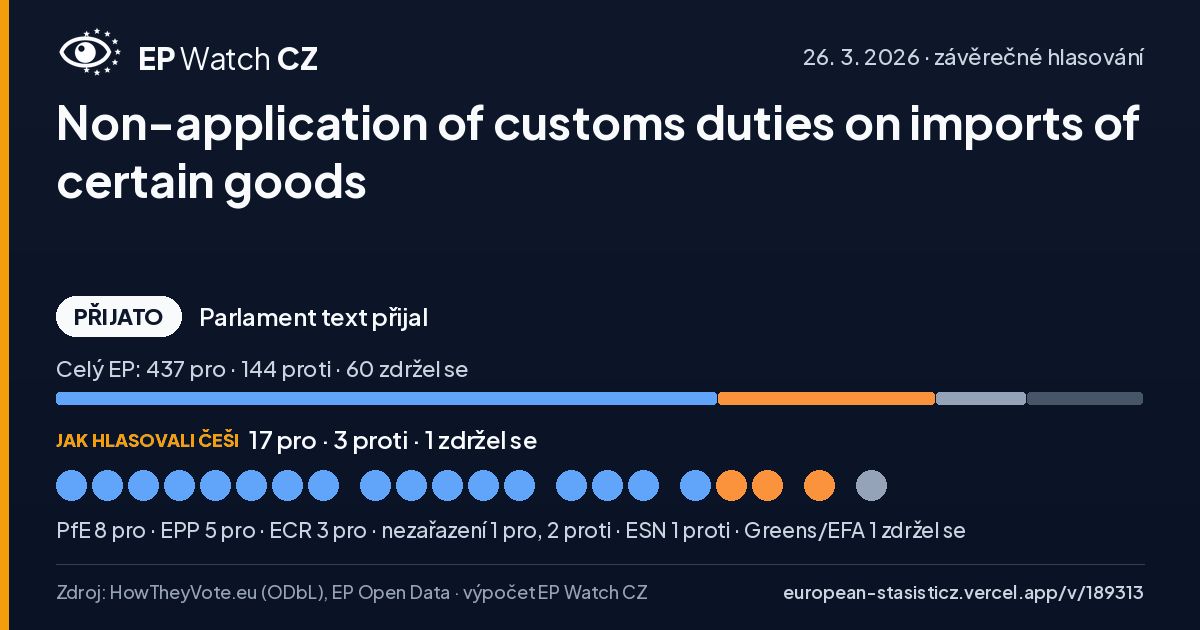 EP Watch CZ
26. 3. 2026 · závěrečné hlasování
Non-application of customs duties on imports of
certain goods
PŘIJATO Parlament text přijal
Celý EP: 437 pro · 144 proti · 60 zdržel se
JAK HLASOVALI ČEŠI 17 pro · 3 proti · 1 zdržel se
PfE 8 pro · EPP 5 pro · ECR 3 pro · nezařazení 1 pro, 2 proti · ESN 1 proti · Greens/EFA 1 zdržel se
Zdroj: HowTheyVote.eu (ODbL), EP Open Data · výpočet EP Watch CZ
european-stasisticz.vercel.app/v/189313